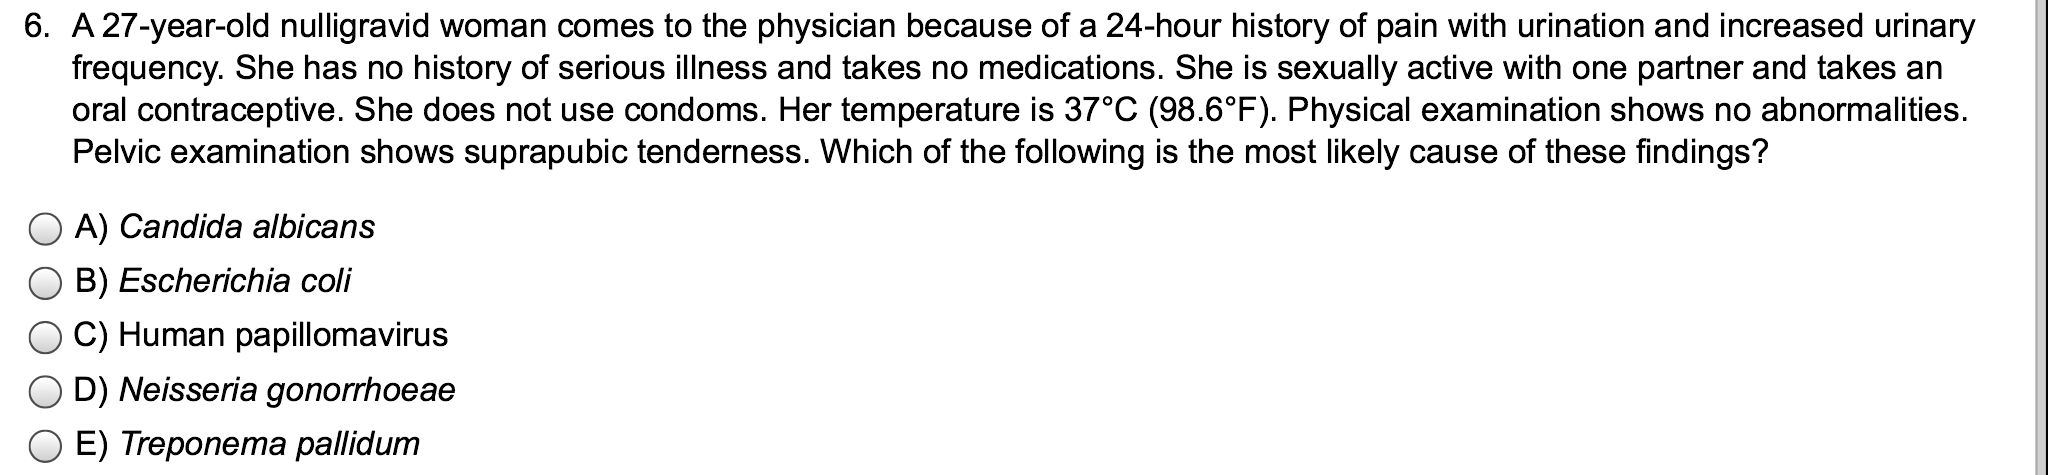 6. A 27-year-old nulligravid woman comes to the physician because of a 24-hour history of pain with urination and increased urinary
frequency. She has no history of serious illness and takes no medications. She is sexually active with one partner and takes an
oral contraceptive. She does not use condoms. Her temperature is 37°C (98.6°F). Physical examination shows no abnormalities.
Pelvic examination shows suprapubic tenderness. Which of the following is the most likely cause of these findings?
A) Candida albicans
B) Escherichia coli
C) Human papillomavirus
D) Neisseria gonorrhoeae
E) Treponema pallidum